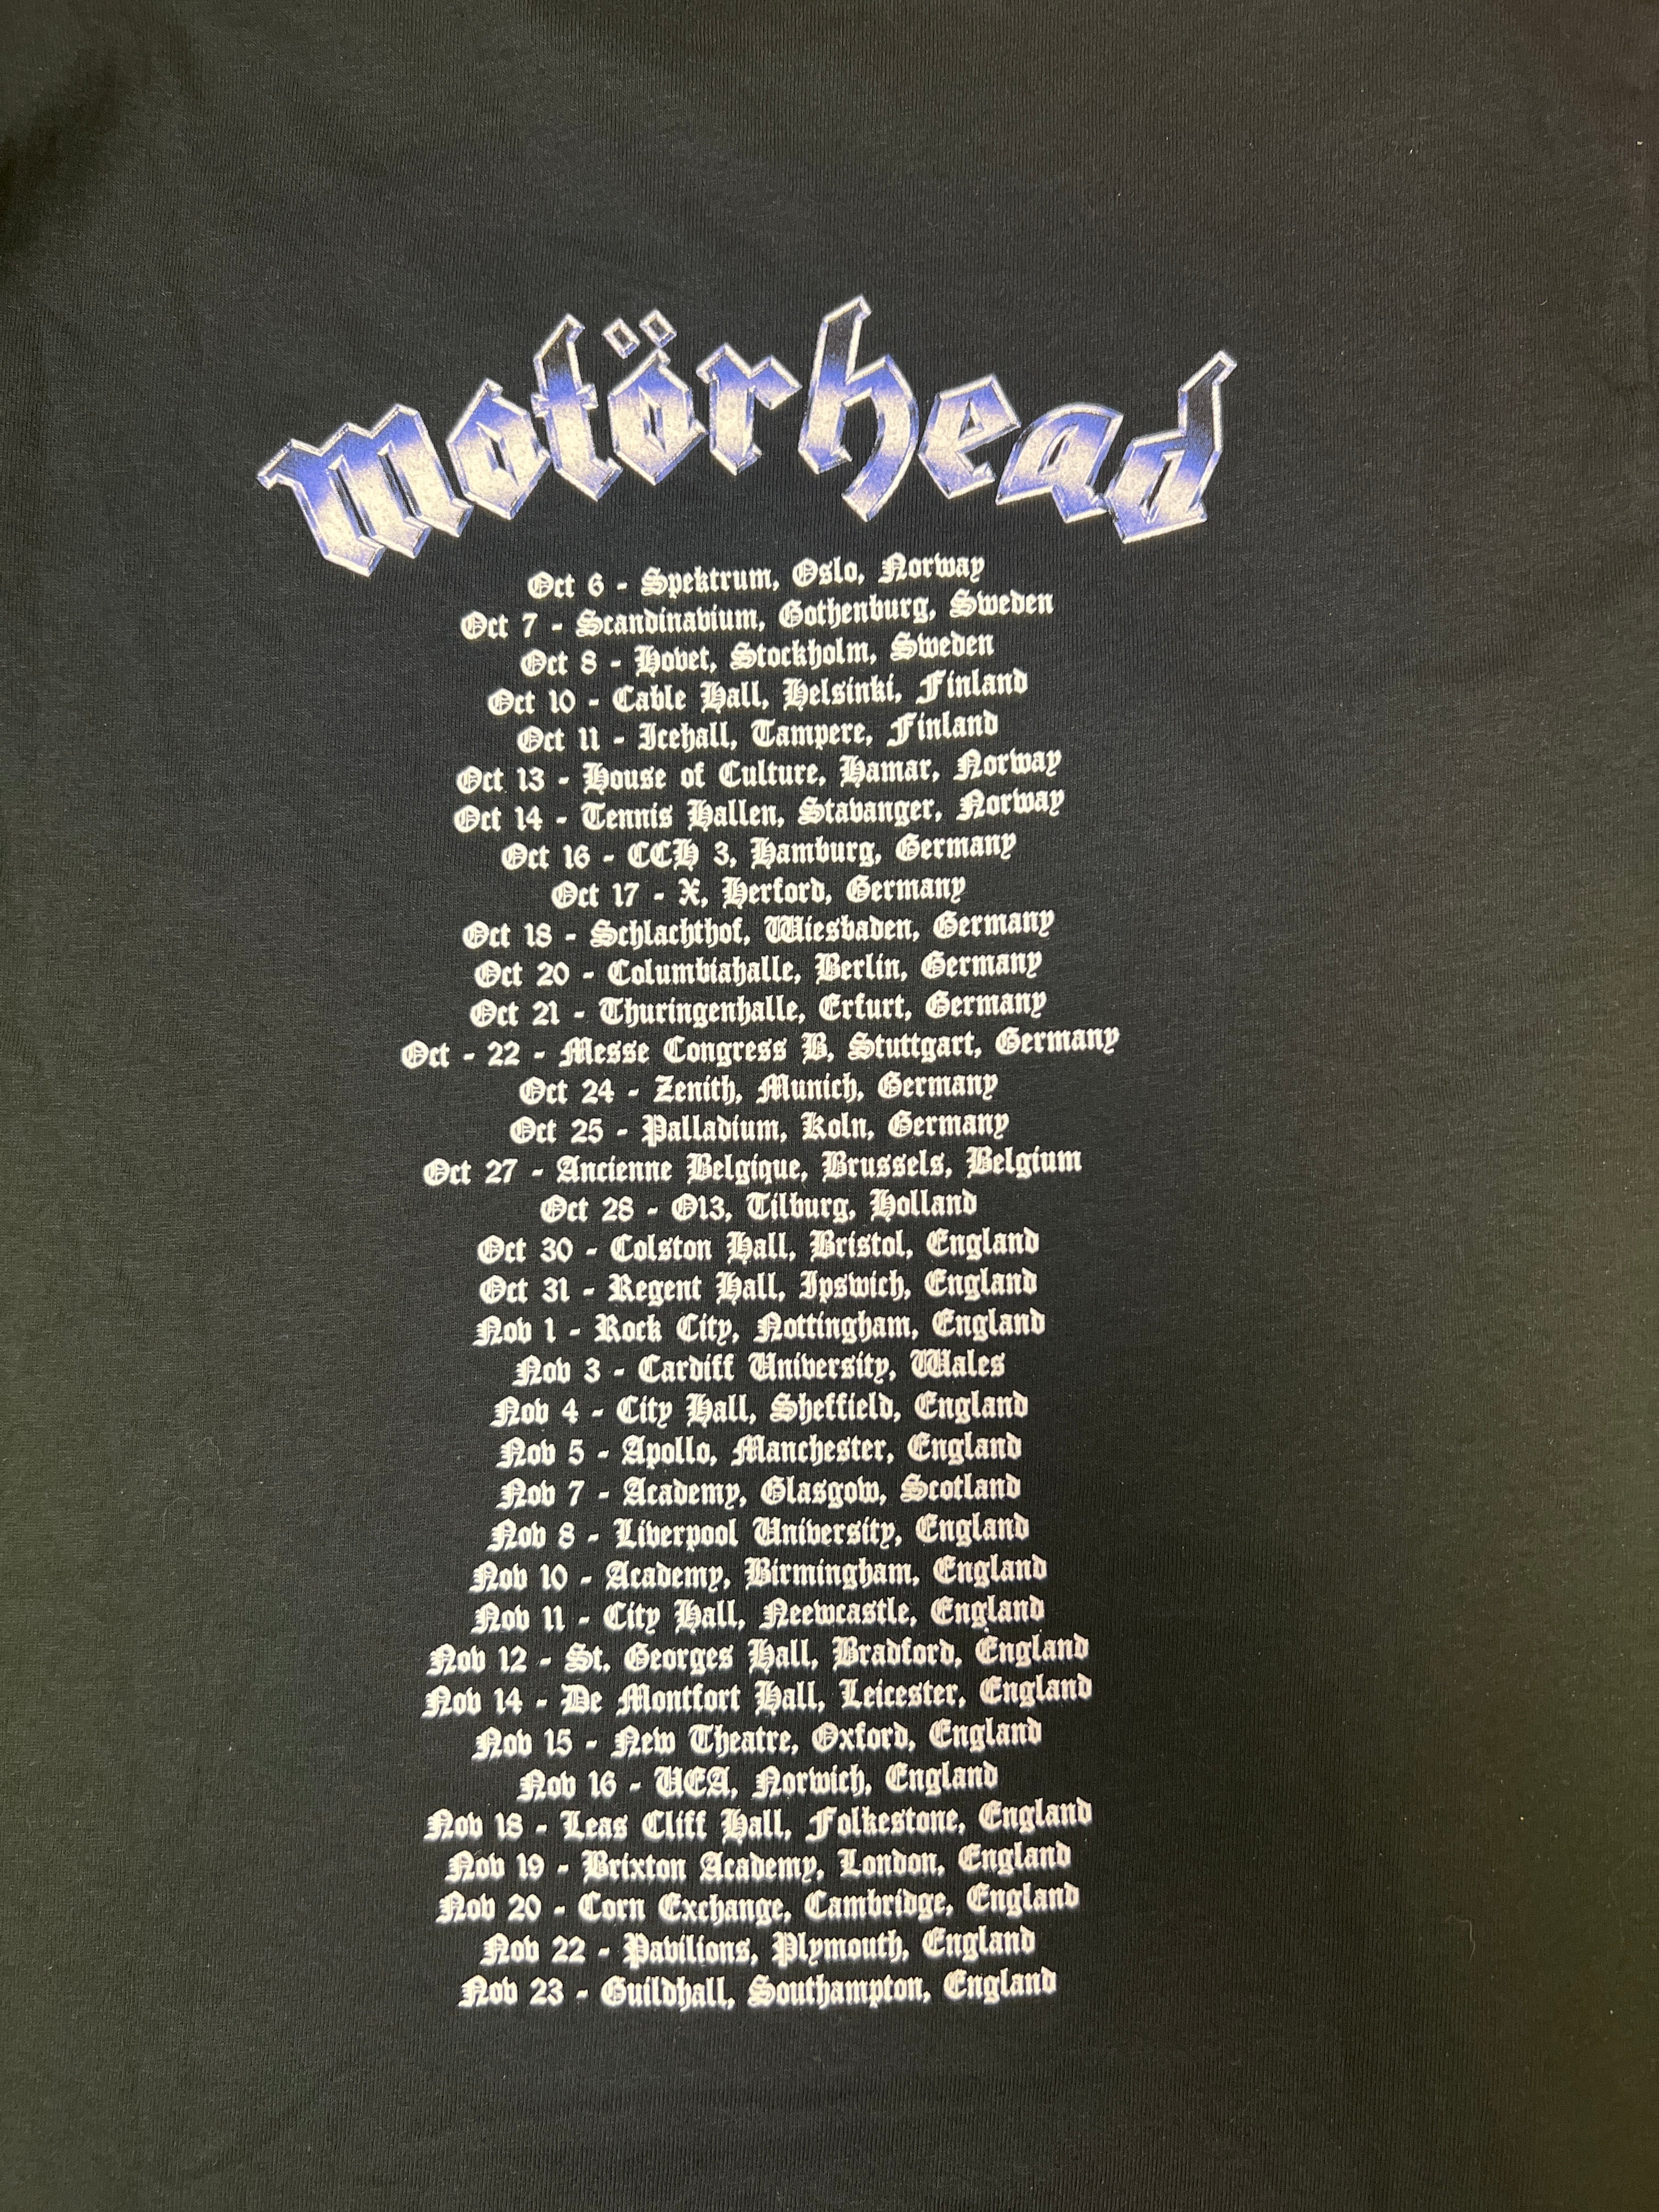 Motörhead
Oct 6 - Spektrum, Oslo, Norway
Oct 7 - Scandinavium, Gothenburg, Sweden
Oct 8 - Hovet, Stockholm, Sweden
Oct 10 - Cable Hall, Helsinki, Finland
Oct 11 - Icehall, Tampere, Finland
Oct 13 - House of Culture, Hamar, Norway
Oct 14 - Tennis Hallen, Stavanger, Norway
Oct 16 - CCH 3, Hamburg, Germany
Oct 17 - X, Herford, Germany
Oct 18 - Schlachthof, Wiesbaden, Germany
Oct 20 - Columbiahalle, Berlin, Germany
Oct 21 - Thuringenhalle, Erfurt, Germany
Oct - 22 - Messe Congress B, Stuttgart, Germany
Oct 24 - Zenith, Munich, Germany
Oct 25 - Palladium, Koln, Germany
Oct 27 - Ancienne Belgique, Brussels, Belgium
Oct 28 - O13, Tilburg, Holland
Oct 30 - Colston Hall, Bristol, England
Oct 31 - Regent Hall, Ipswich, England
Nov 1 - Rock City, Nottingham, England
Nov 3 - Cardiff University, Wales
Nov 4 - City Hall, Sheffield, England
Nov 5 - Apollo, Manchester, England
Nov 7 - Academy, Glasgow, Scotland
Nov 8 - Liverpool University, England
Nov 10 - Academy, Birmingham, England
Nov 11 - City Hall, Neewcastle, England
Nov 12 - St. Georges Hall, Bradford, England
Nov 14 - De Montfort Hall, Leicester, England
Nov 15 - New Theatre, Oxford, England
Nov 16 - UEA, Norwich, England
Nov 18 - Leas Cliff Hall, Folkestone, England
Nov 19 - Brixton Academy, London, England
Nov 20 - Corn Exchange, Cambridge, England
Nov 22 - Pavilions, Plymouth, England
Nov 23 - Guildhall, Southampton, England